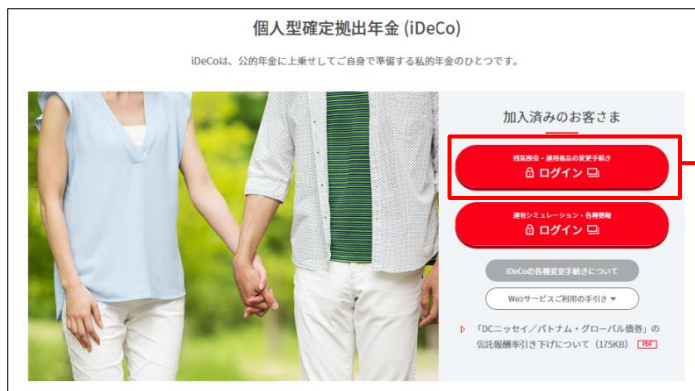 個人型確定拠出年金 (iDeCo)
iDeCoは、公的年金に上乗せしてご自身で準備する私的年金のひとつです。
加入済みのお客さま
残高照会・運用商品の変更手続き
ログイン
運用シミュレーション・各種情報
ログイン
iDeCoの各種変更手続きについて
Webサービスご利用の手引き
「DCニッセイ／パトナム・グローバル債券」の
信託報酬率引き下げについて（175KB） PDF